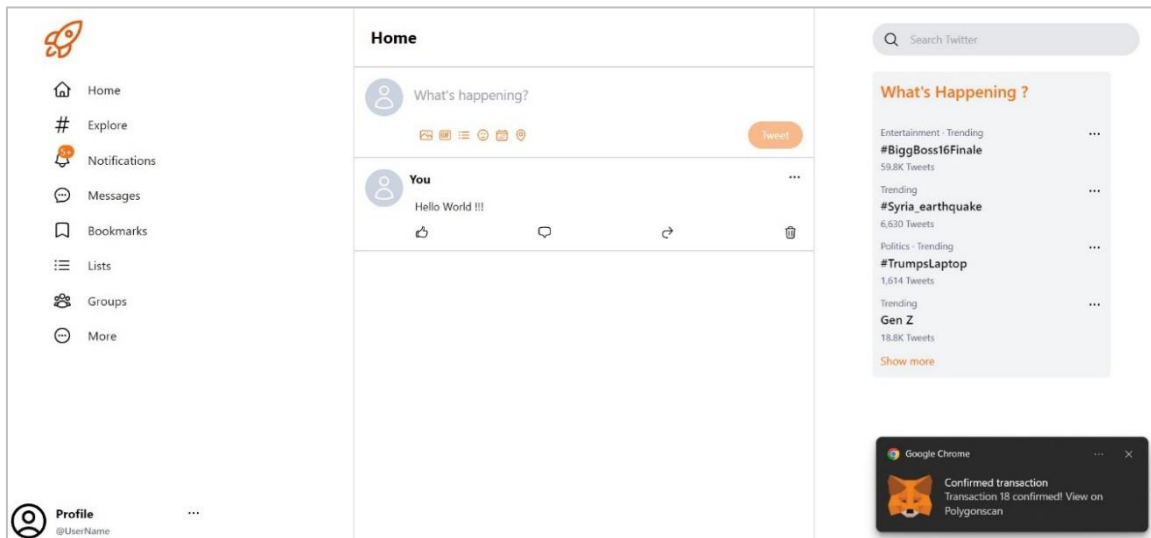 Home
Explore
5+
Notifications
Messages
Bookmarks
Lists
Groups
More
Profile
@UserName
Home
What's happening?
Tweet
You
Hello World !!!
Search Twitter
What's Happening ?
Entertainment · Trending
#BiggBoss16Finale
59.8K Tweets
Trending
#Syria_earthquake
6,630 Tweets
Politics · Trending
#TrumpsLaptop
1,614 Tweets
Trending
Gen Z
18.8K Tweets
Show more
Google Chrome
Confirmed transaction
Transaction 18 confirmed! View on
Polygonscan